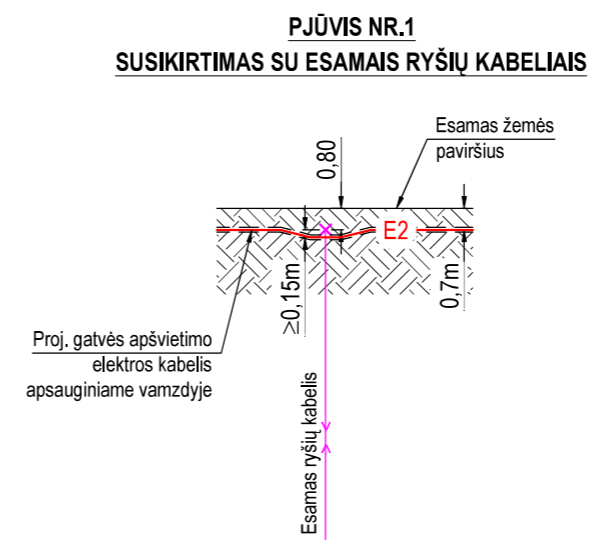 PJŪVIS NR.1
SUSIKIRTIMAS SU ESAMAIS RYŠIŲ KABELIAIS
Esamas žemės
paviršius
0,80
E2
≥0,15m
0,7m
Proj. gatvės apšvietimo
elektros kabelis
apsauginiame vamzdyje
Esamas ryšių kabelis